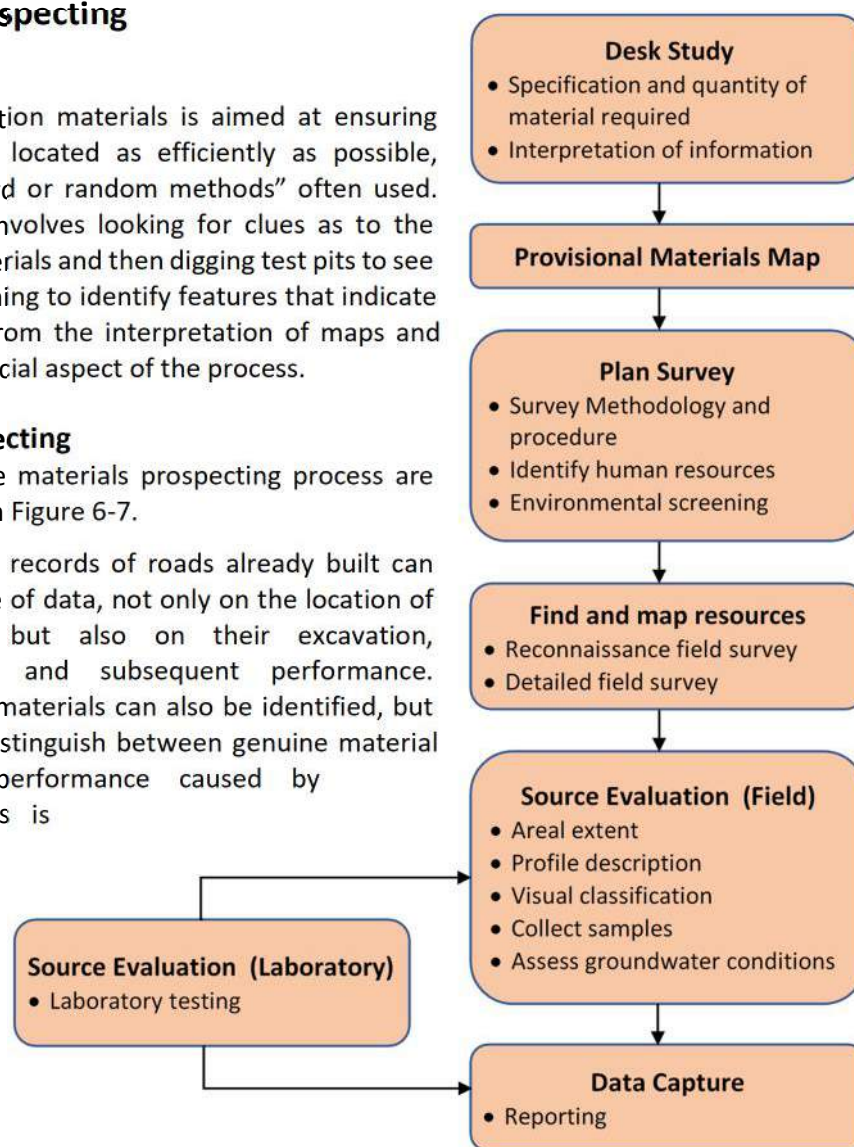 specting
tion materials is aimed at ensuring
located as efficiently as possible,
d or random methods” often used.
nvolves looking for clues as to the
erials and then digging test pits to see
ning to identify features that indicate
rom the interpretation of maps and
cial aspect of the process.
ecting
e materials prospecting process are
n Figure 6-7.
records of roads already built can
e of data, not only on the location of
but also on their excavation,
and subsequent performance.
materials can also be identified, but
istinguish between genuine material
performance caused by
s is
Desk Study
• Specification and quantity of
material required
• Interpretation of information
Provisional Materials Map
Plan Survey
• Survey Methodology and
procedure
• Identify human resources
• Environmental screening
Find and map resources
• Reconnaissance field survey
• Detailed field survey
Source Evaluation (Field)
• Areal extent
• Profile description
• Visual classification
• Collect samples
• Assess groundwater conditions
Source Evaluation (Laboratory)
• Laboratory testing
Data Capture
• Reporting